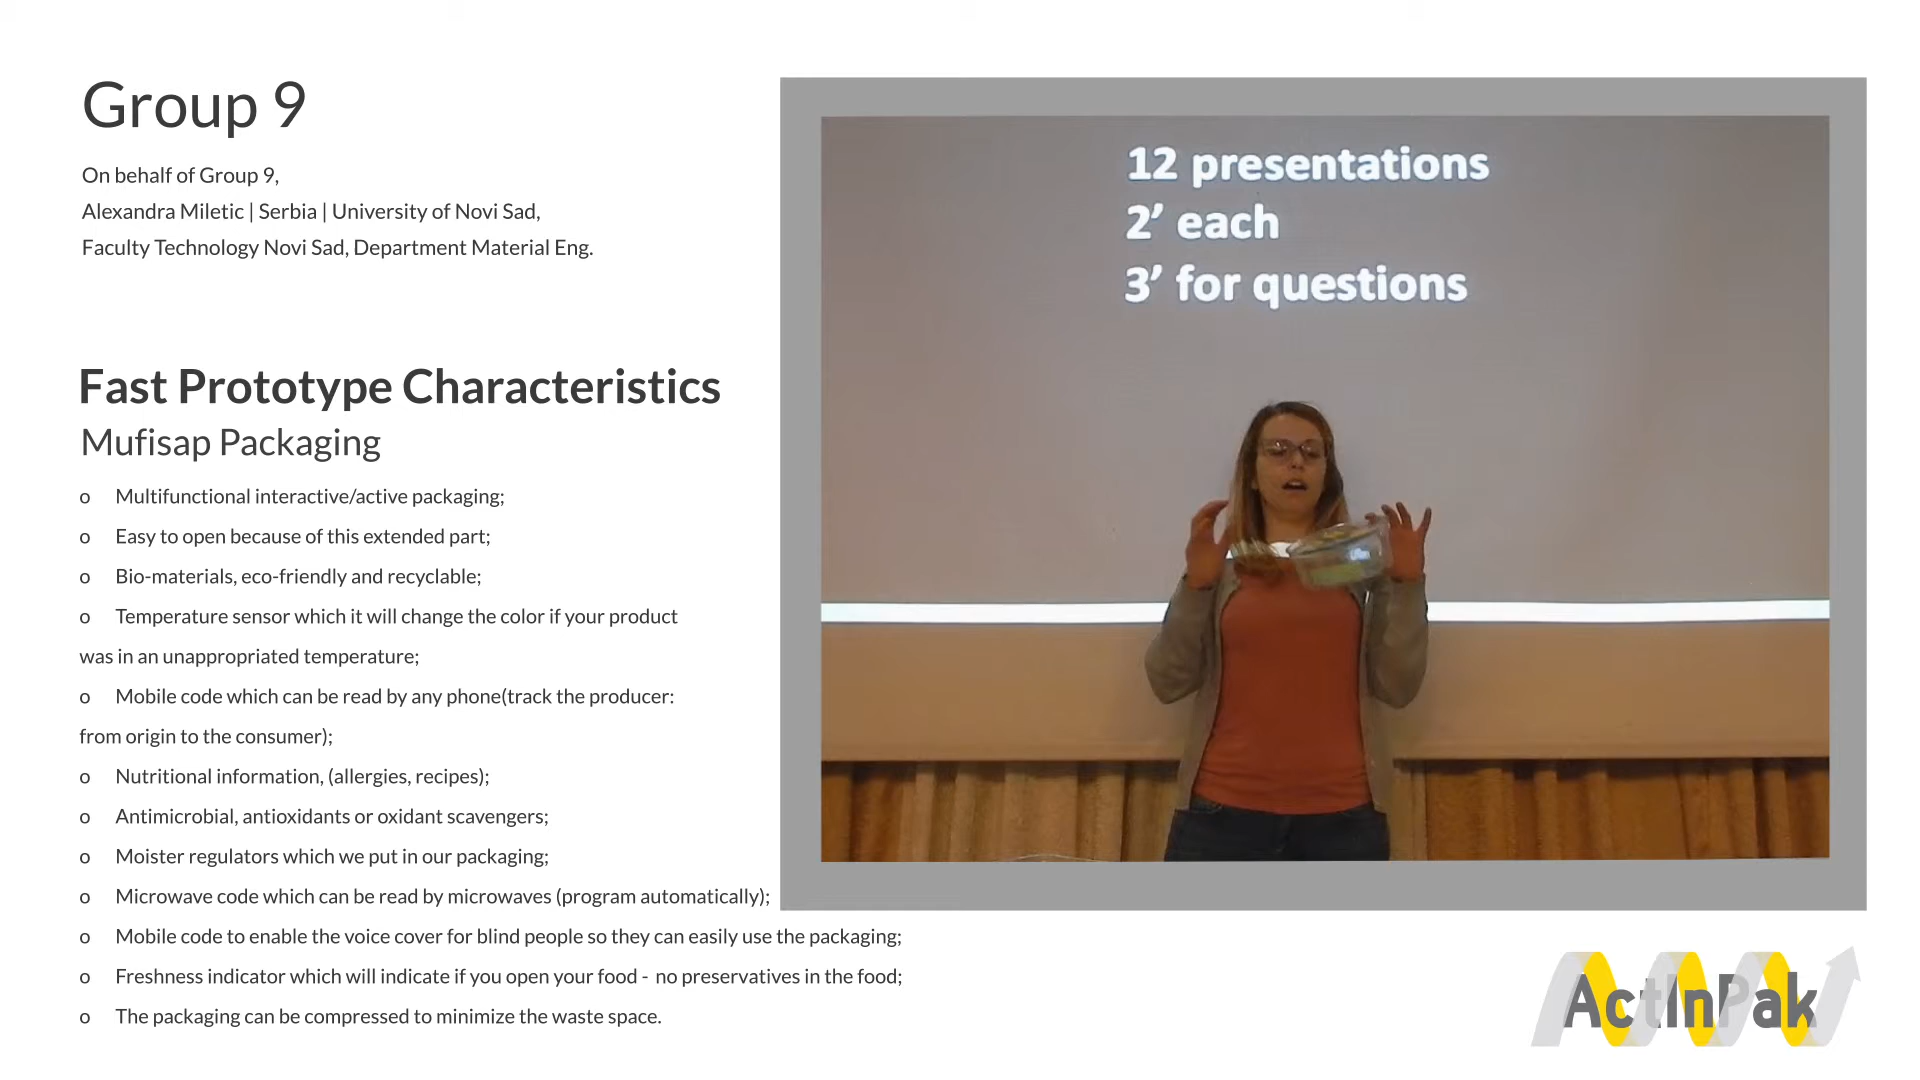 Group 9
On behalf of Group 9,
Alexandra Miletic | Serbia | University of Novi Sad,
Faculty Technology Novi Sad, Department Material Eng.
Fast Prototype Characteristics
Mufisap Packaging
o Multifunctional interactive/active packaging;
o Easy to open because of this extended part;
o Bio-materials, eco-friendly and recyclable;
o Temperature sensor which it will change the color if your product
was in an unappropriated temperature;
o Mobile code which can be read by any phone(track the producer:
from origin to the consumer);
o Nutritional information, (allergies, recipes);
o Antimicrobial, antioxidants or oxidant scavengers;
o Moister regulators which we put in our packaging;
o Microwave code which can be read by microwaves (program automatically);
o Mobile code to enable the voice cover for blind people so they can easily use the packaging;
o Freshness indicator which will indicate if you open your food - no preservatives in the food;
o The packaging can be compressed to minimize the waste space.
12 presentations
2’ each
3’ for questions
ActInPak